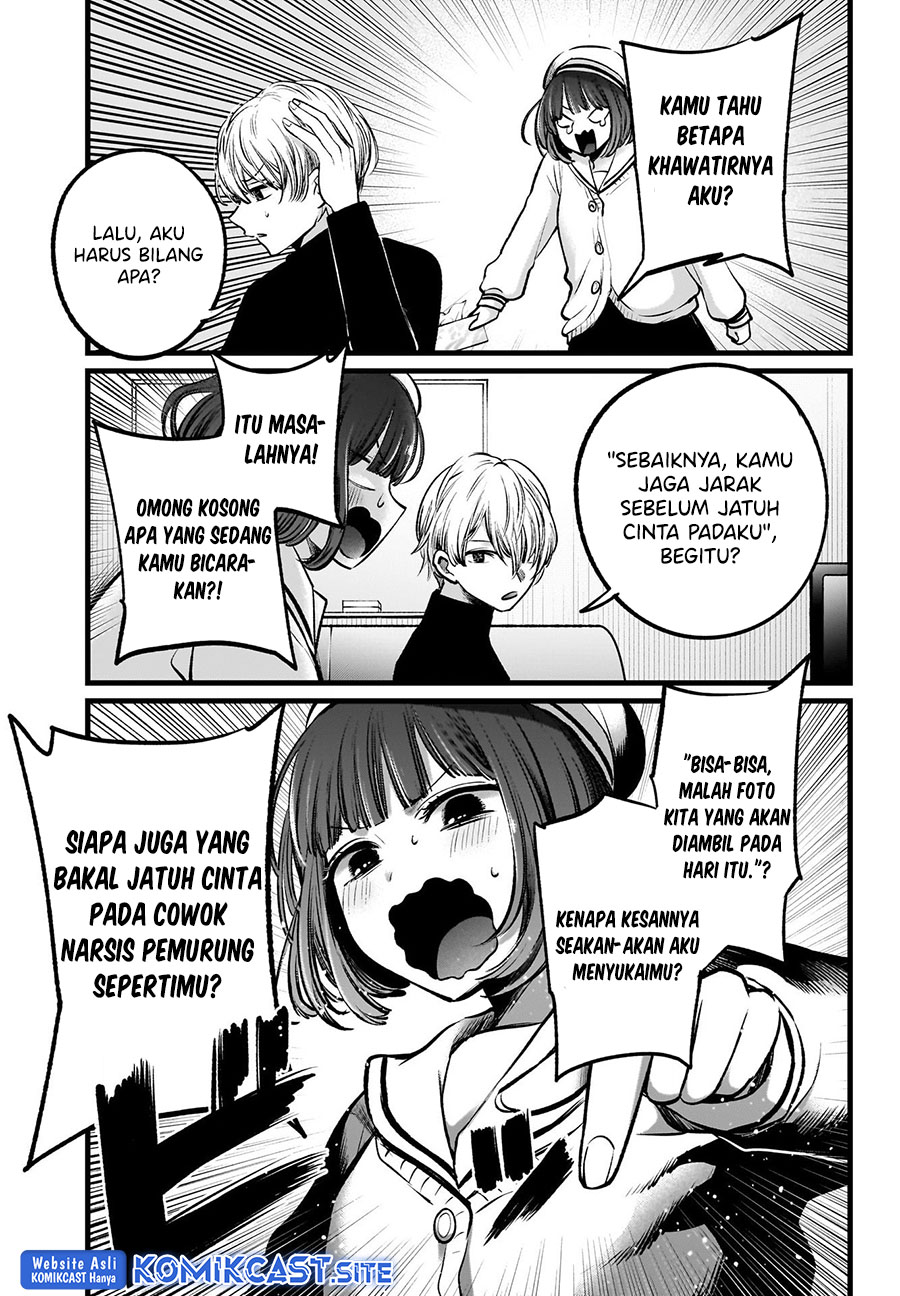 KAMU TAHU
BETAPA
KHAWATIRNYA
AKU?
LALU, AKU
HARUS BILANG
APA?
"SEBAIKNYA, KAMU
JAGA JARAK
SEBELUM JATUH
CINTA PADAKU",
BEGITU?
ITU MASA-
LAHNYA!
OMONG KOSONG
APA YANG SEDANG
KAMU BICARA-
KAN?!
"BISA-BISA,
MALAH FOTO
KITA YANG AKAN
DIAMBIL PADA
HARI ITU."?
KENAPA KESANNYA
SEAKAN-AKAN AKU
MENYUKAIMU?
SIAPA JUGA YANG
BAKAL JATUH CINTA
PADA COWOK
NARSIS PEMURUNG
SEPERTIMU?
Website Asli
KOMIKCAST Hanya
KOMIKCAST.SITE